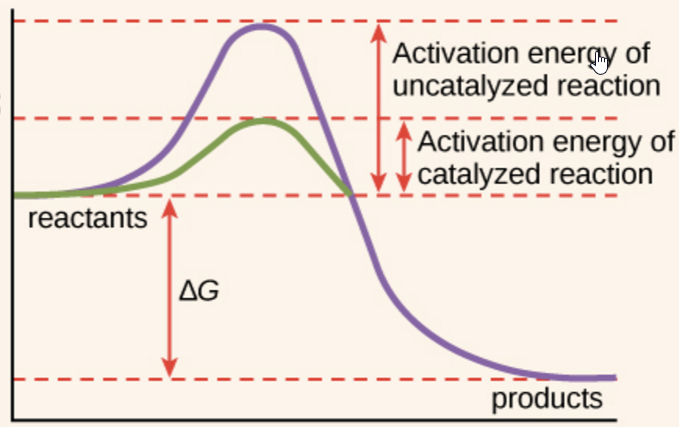 Activation energy of
uncatalyzed reaction
Activation energy of
catalyzed reaction
reactants
ΔG
products